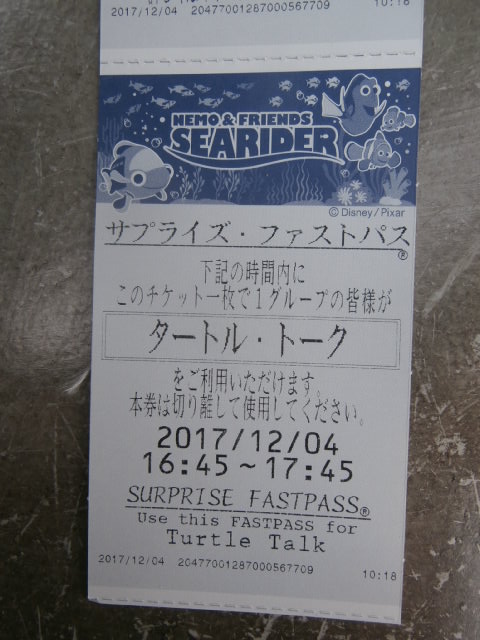 2017/12/04 20477001287000567709 10:18
NEMO & FRIENDS
SEARIDER
© Disney/Pixar
サプライズ・ファストパス
®
下記の時間内に
このチケット一枚で1グループの皆様が
タートル・トーク
をご利用いただけます。
本券は切り離して使用してください。
2017/12/04
16:45～17:45
SURPRISE FASTPASS®
Use this FASTPASS for
Turtle Talk
2017/12/04 20477001287000567709 10:18